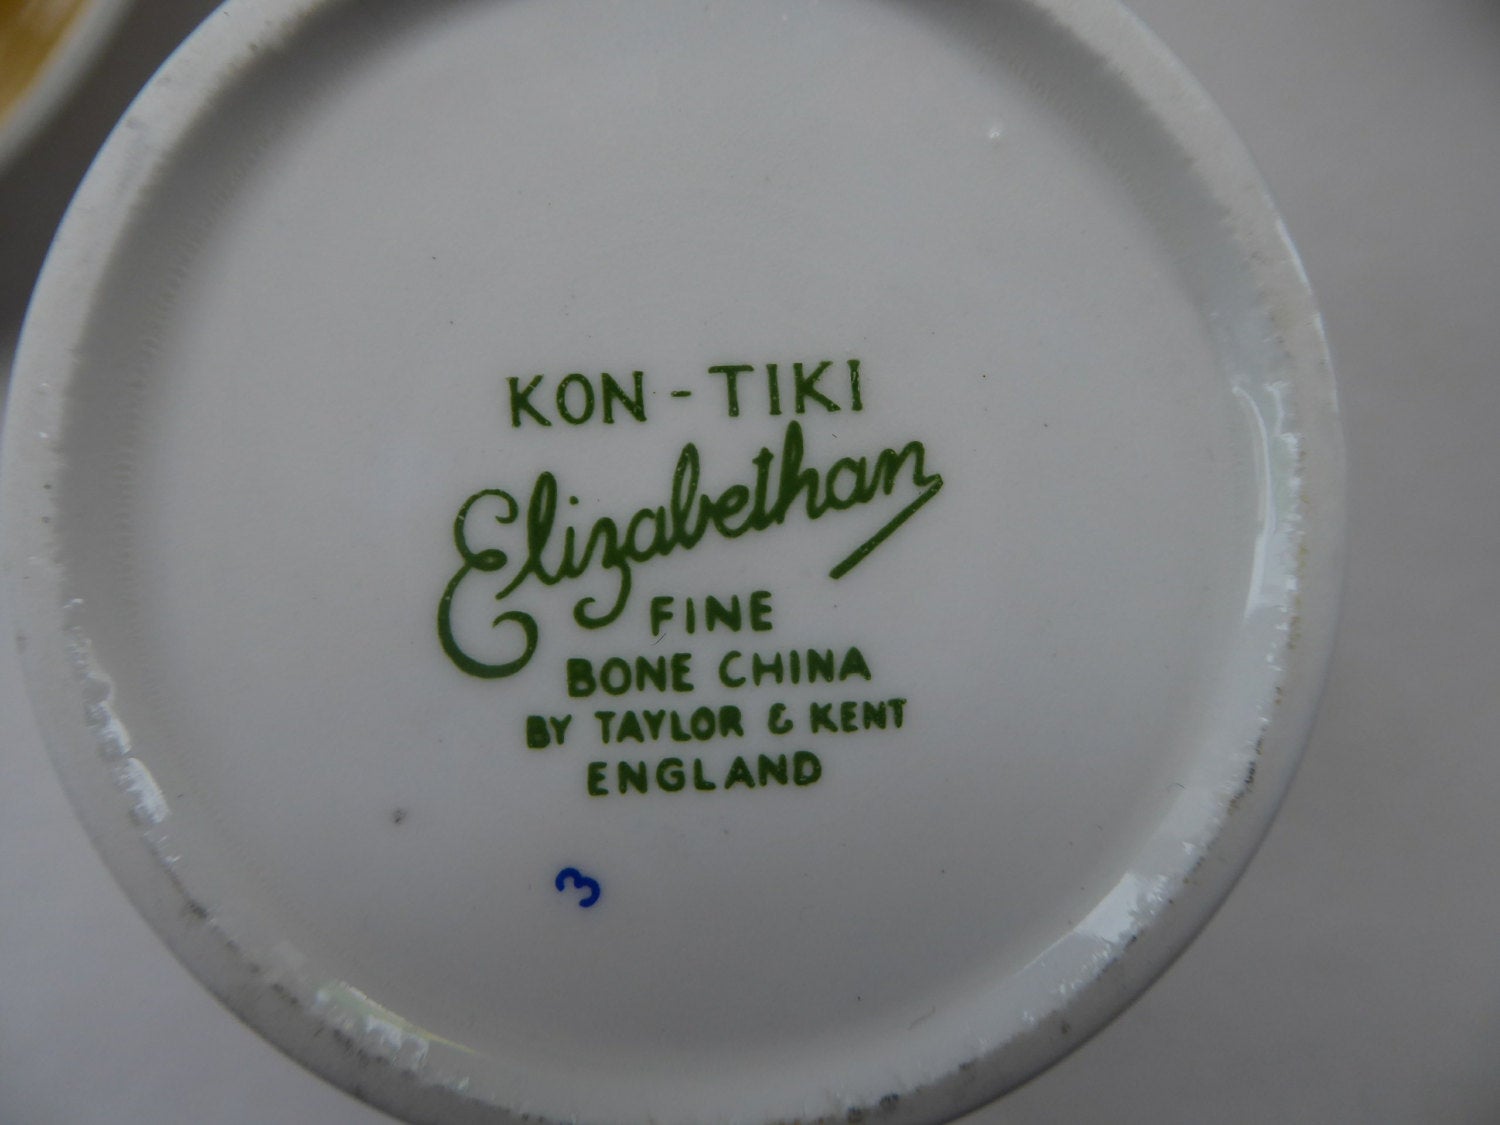 KON-TIKI
Elizabethan
FINE
BONE CHINA
BY TAYLOR & KENT
ENGLAND
3